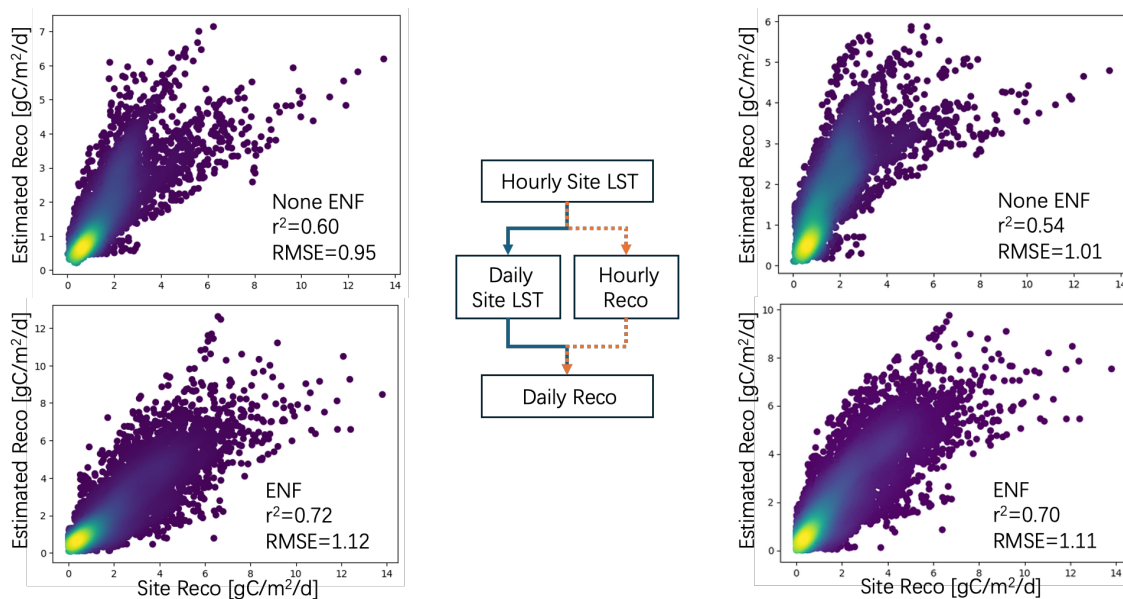 Estimated Reco [gC/m²/d]
7
6
5
4
3
2
1
0
0 2 4 6 8 10 12 14
None ENF
r²=0.60
RMSE=0.95
Estimated Reco [gC/m²/d]
12
10
8
6
4
2
0
0 2 4 6 8 10 12 14
ENF
r²=0.72
RMSE=1.12
Site Reco [gC/m²/d]
Hourly Site LST
Daily
Site LST
Hourly
Reco
Daily Reco
Estimated Reco [gC/m²/d]
6
5
4
3
2
1
0
0 2 4 6 8 10 12 14
None ENF
r²=0.54
RMSE=1.01
Estimated Reco [gC/m²/d]
10
8
6
4
2
0
0 2 4 6 8 10 12 14
ENF
r²=0.70
RMSE=1.11
Site Reco [gC/m²/d]